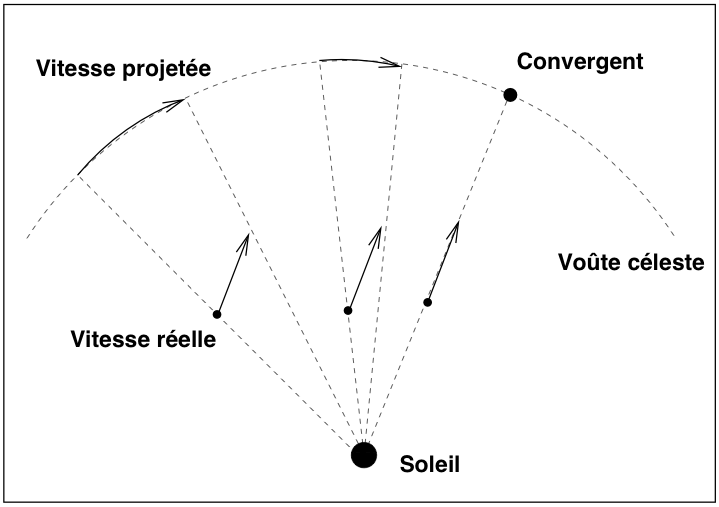 Vitesse projetée
Convergent
Voûte céleste
Vitesse réelle
Soleil